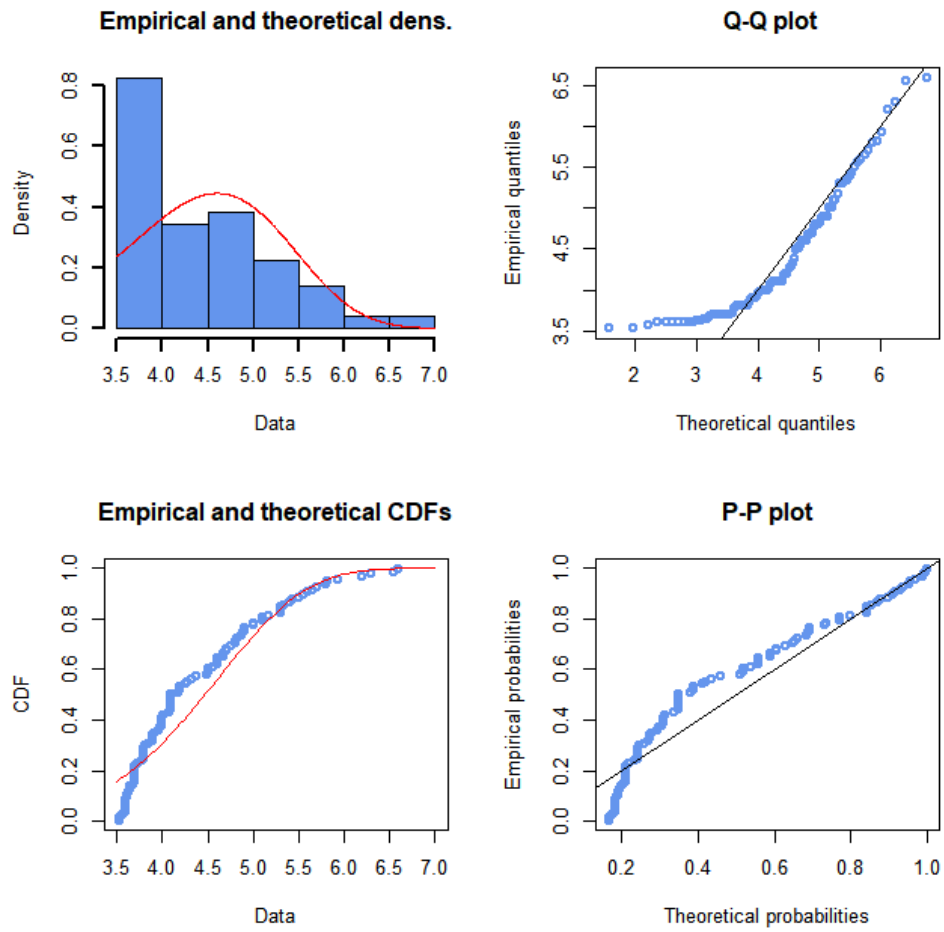 Empirical and theoretical dens.
Density
0.0
0.2
0.4
0.6
0.8
3.5 4.0 4.5 5.0 5.5 6.0 6.5 7.0
Data
Q-Q plot
Empirical quantiles
3.5
4.5
5.5
6.5
2 3 4 5 6
Theoretical quantiles
Empirical and theoretical CDFs
CDF
0.0
0.2
0.4
0.6
0.8
1.0
3.5 4.0 4.5 5.0 5.5 6.0 6.5 7.0
Data
P-P plot
Empirical probabilities
0.0
0.2
0.4
0.6
0.8
1.0
0.2 0.4 0.6 0.8 1.0
Theoretical probabilities